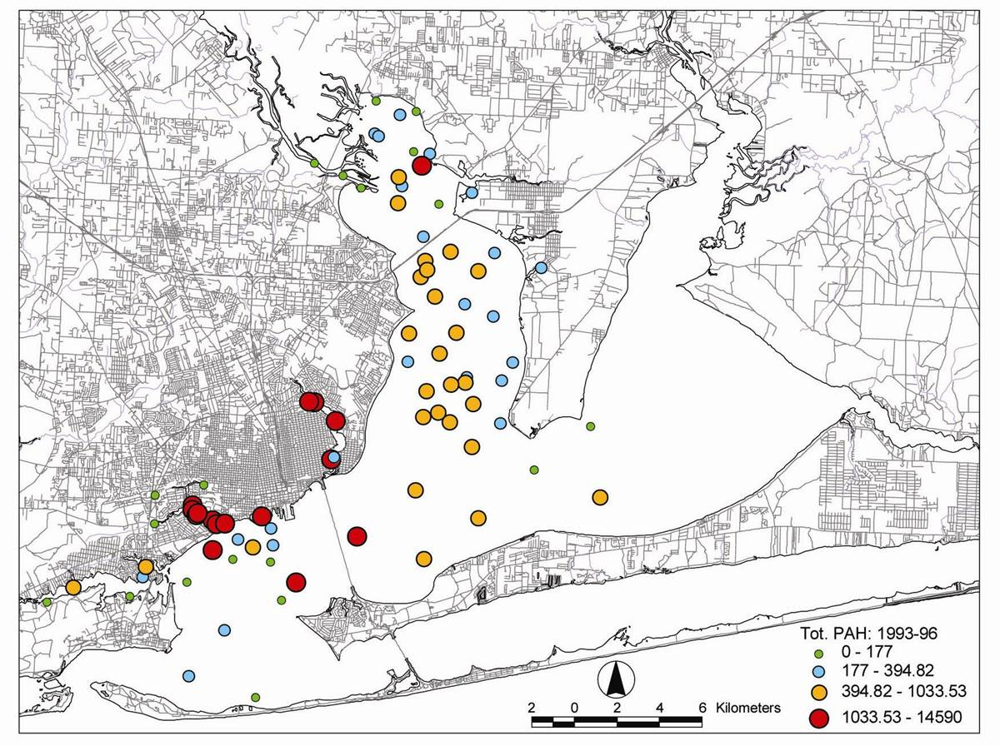 Tot. PAH: 1993-96
0 - 177
177 - 394.82
394.82 - 1033.53
1033.53 - 14590
2 0 2 4 6 Kilometers